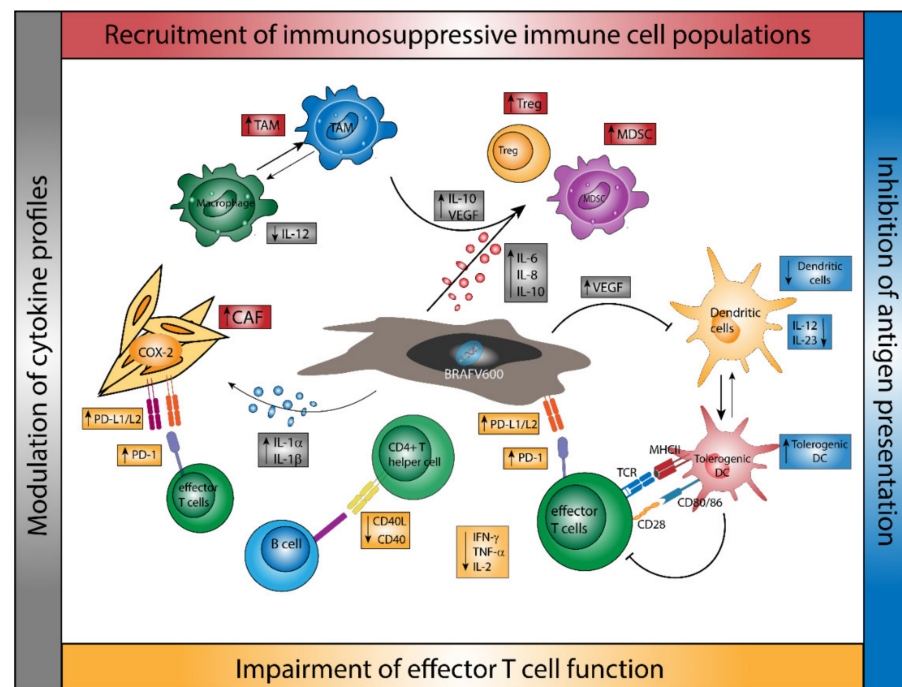 Recruitment of immunosuppressive immune cell populations
Modulation of cytokine profiles
Inhibition of antigen presentation
↑ TAM
TAM
Macrophage
↓ IL-12
↑ Treg
Treg
↑ MDSC
MDSC
↑ IL-10
VEGF
↑ IL-6
IL-8
IL-10
↑ VEGF
↓ Dendritic
cells
Dendritic
cells
IL-12
IL-23 ↓
↑ CAF
COX-2
BRAFV600
↑ PD-L1/L2
↑ PD-1
effector
T cells
↑ IL-1α
IL-1β
CD4+ T
helper cell
B cell
↓ CD40L
CD40
↑ PD-L1/L2
↑ PD-1
TCR
MHCII
Tolerogenic
DC
↑ Tolerogenic
DC
CD80/86
CD28
effector
T cells
↓ IFN-γ
TNF-α
IL-2
Impairment of effector T cell function